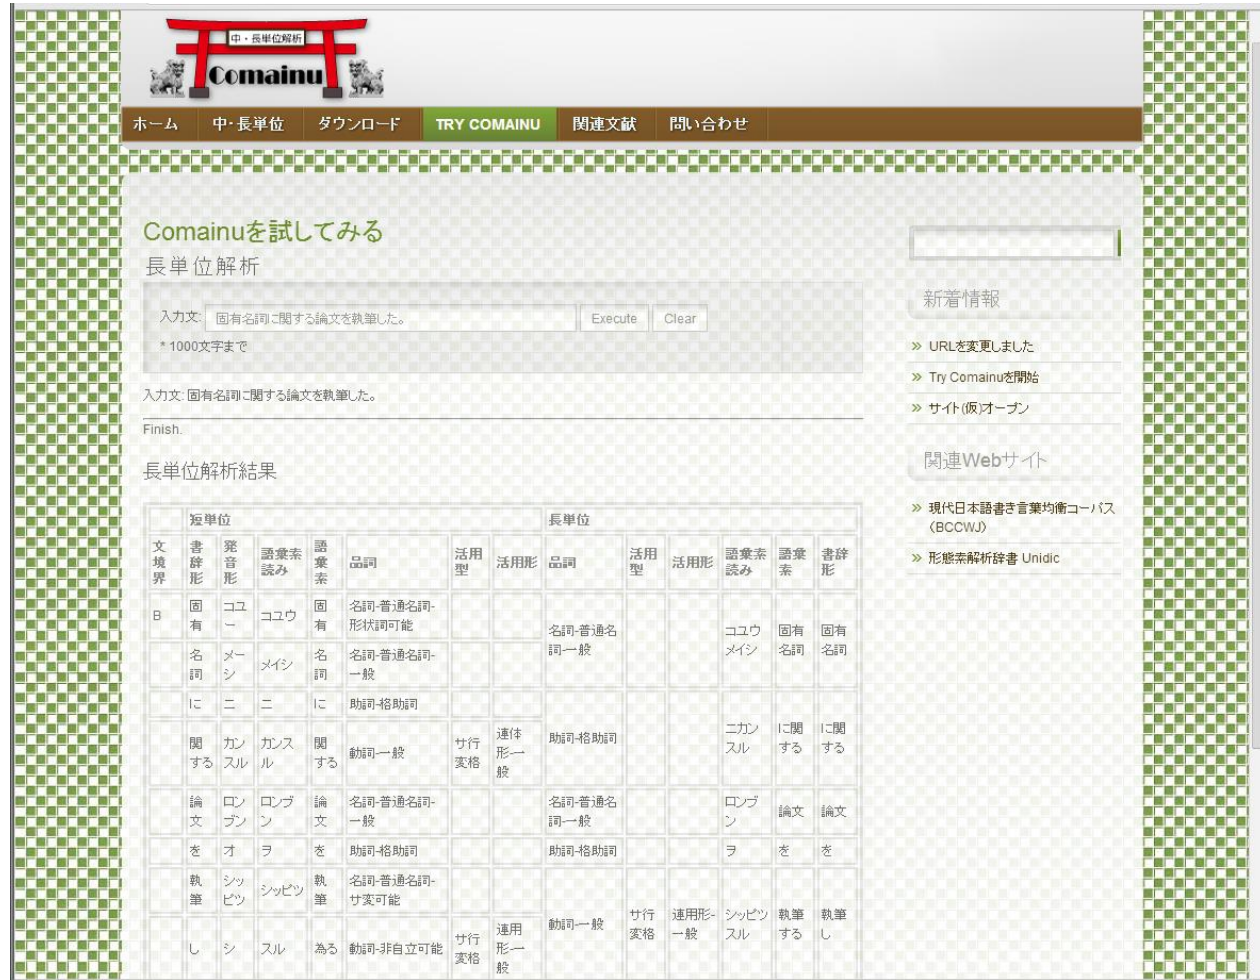 中・長単位解析
Comainu
ホーム 中・長単位 ダウンロード TRY COMAINU 関連文献 問い合わせ
Comainuを試してみる
長単位解析
入力文: 固有名詞に関する論文を執筆した。 Execute Clear
* 1000文字まで
入力文: 固有名詞に関する論文を執筆した。
Finish.
長単位解析結果
短単位 長単位
文境界 書辞形 発音形 語彙素読み 語彙素 品詞 活用型 活用形 品詞 活用型 活用形 語彙素読み 語彙素 書辞形
B 固有 コユー コユウ 固有 名詞-普通名詞-形状詞可能 名詞-普通名詞-一般 コユウメイシ 固有名詞 固有名詞
名詞 メーシ メイシ 名詞 名詞-普通名詞-一般
に ニ ニ に 助詞-格助詞 助詞-格助詞 ニカンスル に関する に関する
関する カンスル カンスル 関する 動詞-一般 サ行変格 連体形-一般
論文 ロンブン ロンブン 論文 名詞-普通名詞-一般 名詞-普通名詞-一般 ロンブン 論文 論文
を オ ヲ を 助詞-格助詞 助詞-格助詞 ヲ を を
執筆 シッピツ シッピツ 執筆 名詞-普通名詞-サ変可能 動詞-一般 サ行変格 連用形-一般 シッピツスル 執筆する 執筆し
し シ スル 為る 動詞-非自立可能 サ行変格 連用形-一般
新着情報
» URLを変更しました
» Try Comainuを開始
» サイト(仮)オープン
関連Webサイト
» 現代日本語書き言葉均衡コーパス
(BCCWJ)
» 形態素解析辞書 Unidic